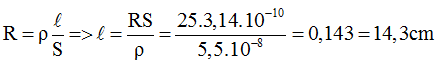 R = ρ ℓ/S => ℓ = RS/ρ = 25.3,14.10⁻¹⁰/5,5.10⁻⁸ = 0,143 = 14,3cm